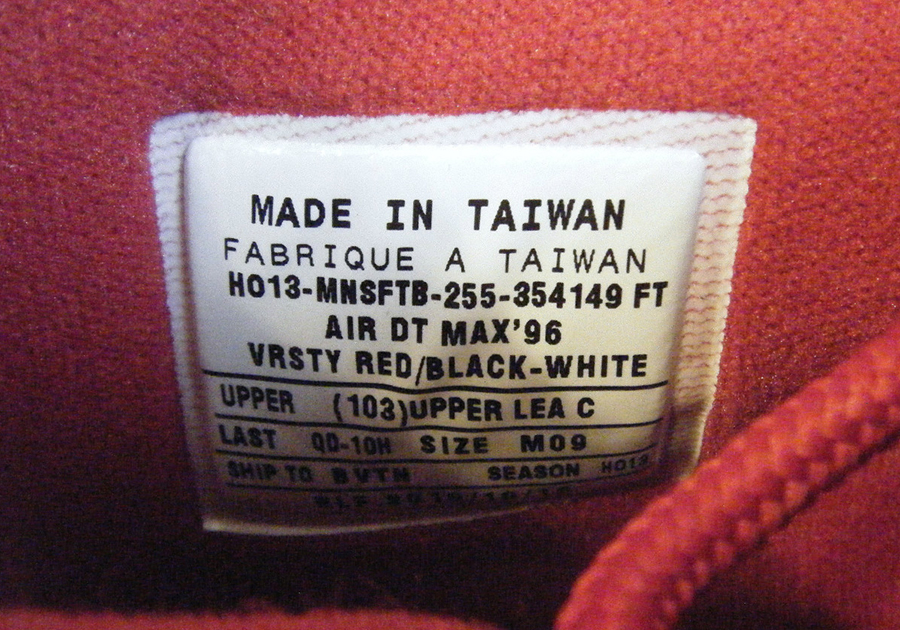 MADE IN TAIWAN
FABRIQUE A TAIWAN
HO13-MNSFTB-255-354149 FT
AIR DT MAX'96
VRSTY RED/BLACK-WHITE
UPPER (103)UPPER LEA C
LAST QD-10H SIZE M09
SHIP TO BVTN SEASON HO13